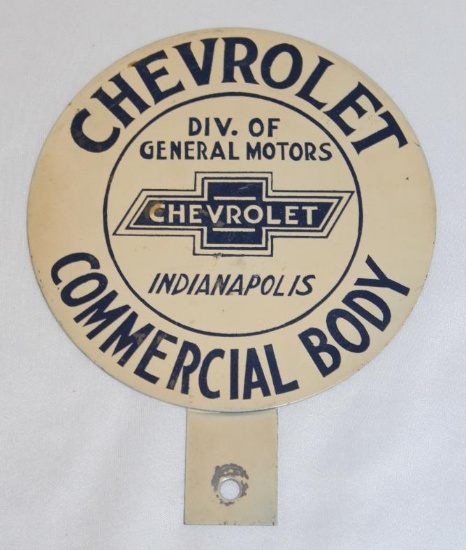 CHEVROLET
DIV. OF
GENERAL MOTORS
CHEVROLET
INDIANAPOLIS
COMMERCIAL BODY